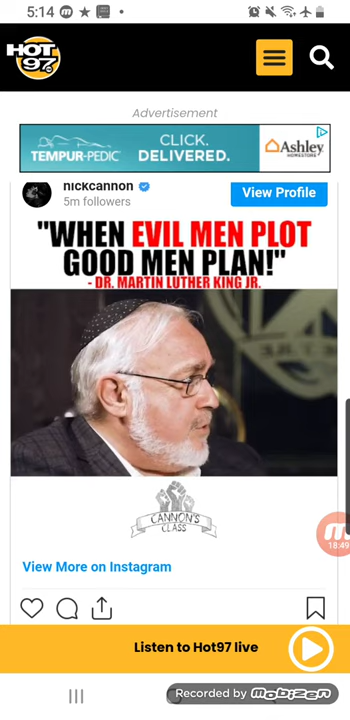 5:14
HOT
97
Advertisement
TEMPUR-PEDIC
CLICK.
DELIVERED.
Ashley
HOMESTORE
nickcannon
5m followers
View Profile
"WHEN EVIL MEN PLOT
GOOD MEN PLAN!"
- DR. MARTIN LUTHER KING JR.
CANNON'S
CLASS
18:49
View More on Instagram
Listen to Hot97 live
Recorded by mobizen